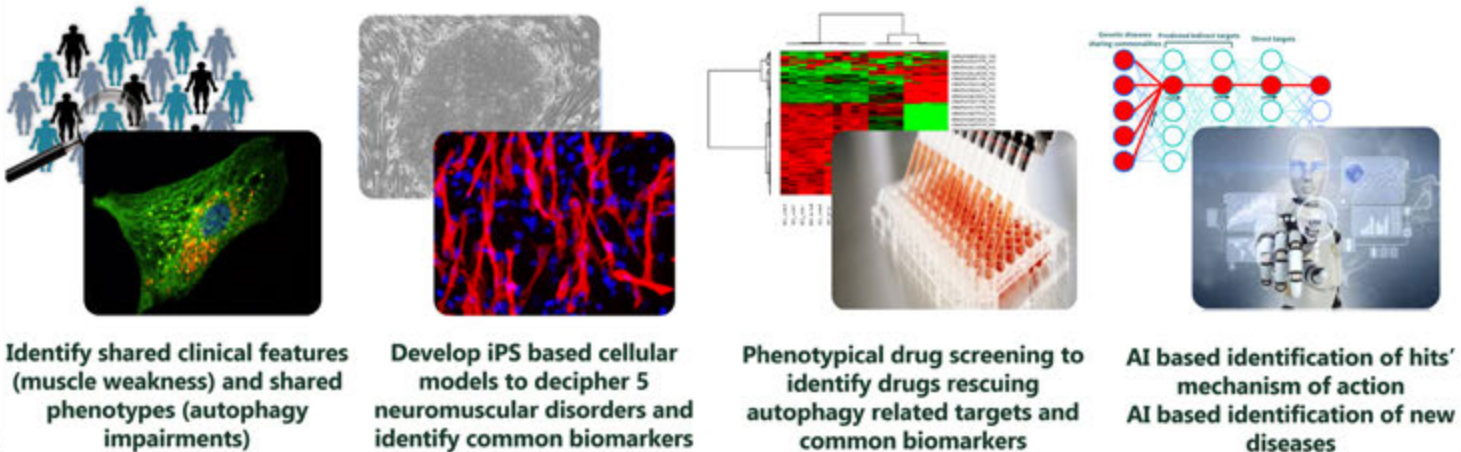 Genetic diseases
sharing commonalities
Predicted Indirect targets
Direct targets
Identify shared clinical features
(muscle weakness) and shared
phenotypes (autophagy
impairments)
Develop iPS based cellular
models to decipher 5
neuromuscular disorders and
identify common biomarkers
Phenotypical drug screening to
identify drugs rescuing
autophagy related targets and
common biomarkers
AI based identification of hits'
mechanism of action
AI based identification of new
diseases